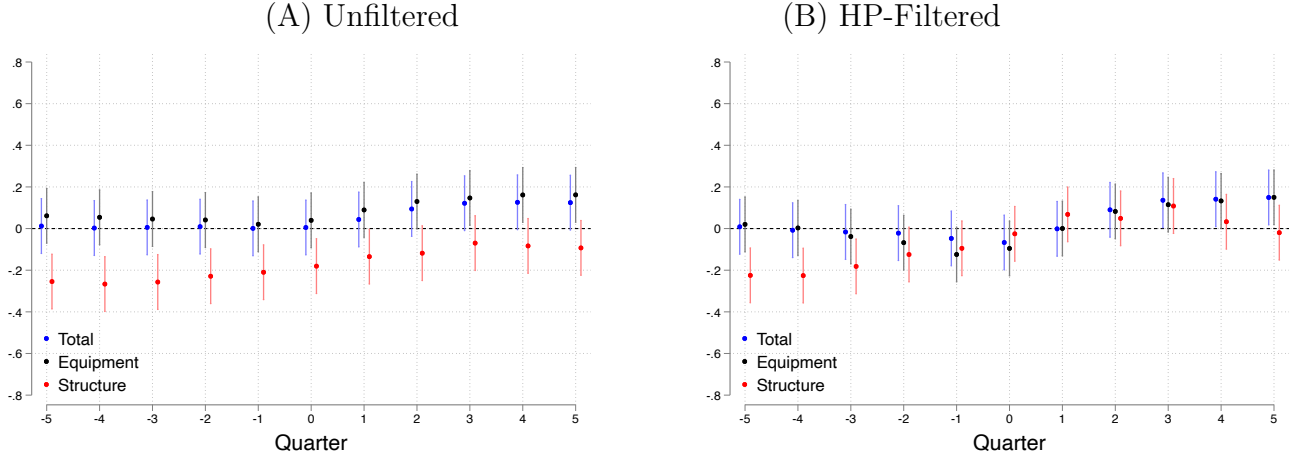 (A) Unfiltered
.8
.6
.4
.2
0
-.2
-.4
-.6
-.8
Total
Equipment
Structure
-5 -4 -3 -2 -1 0 1 2 3 4 5
Quarter
(B) HP-Filtered
.8
.6
.4
.2
0
-.2
-.4
-.6
-.8
Total
Equipment
Structure
-5 -4 -3 -2 -1 0 1 2 3 4 5
Quarter